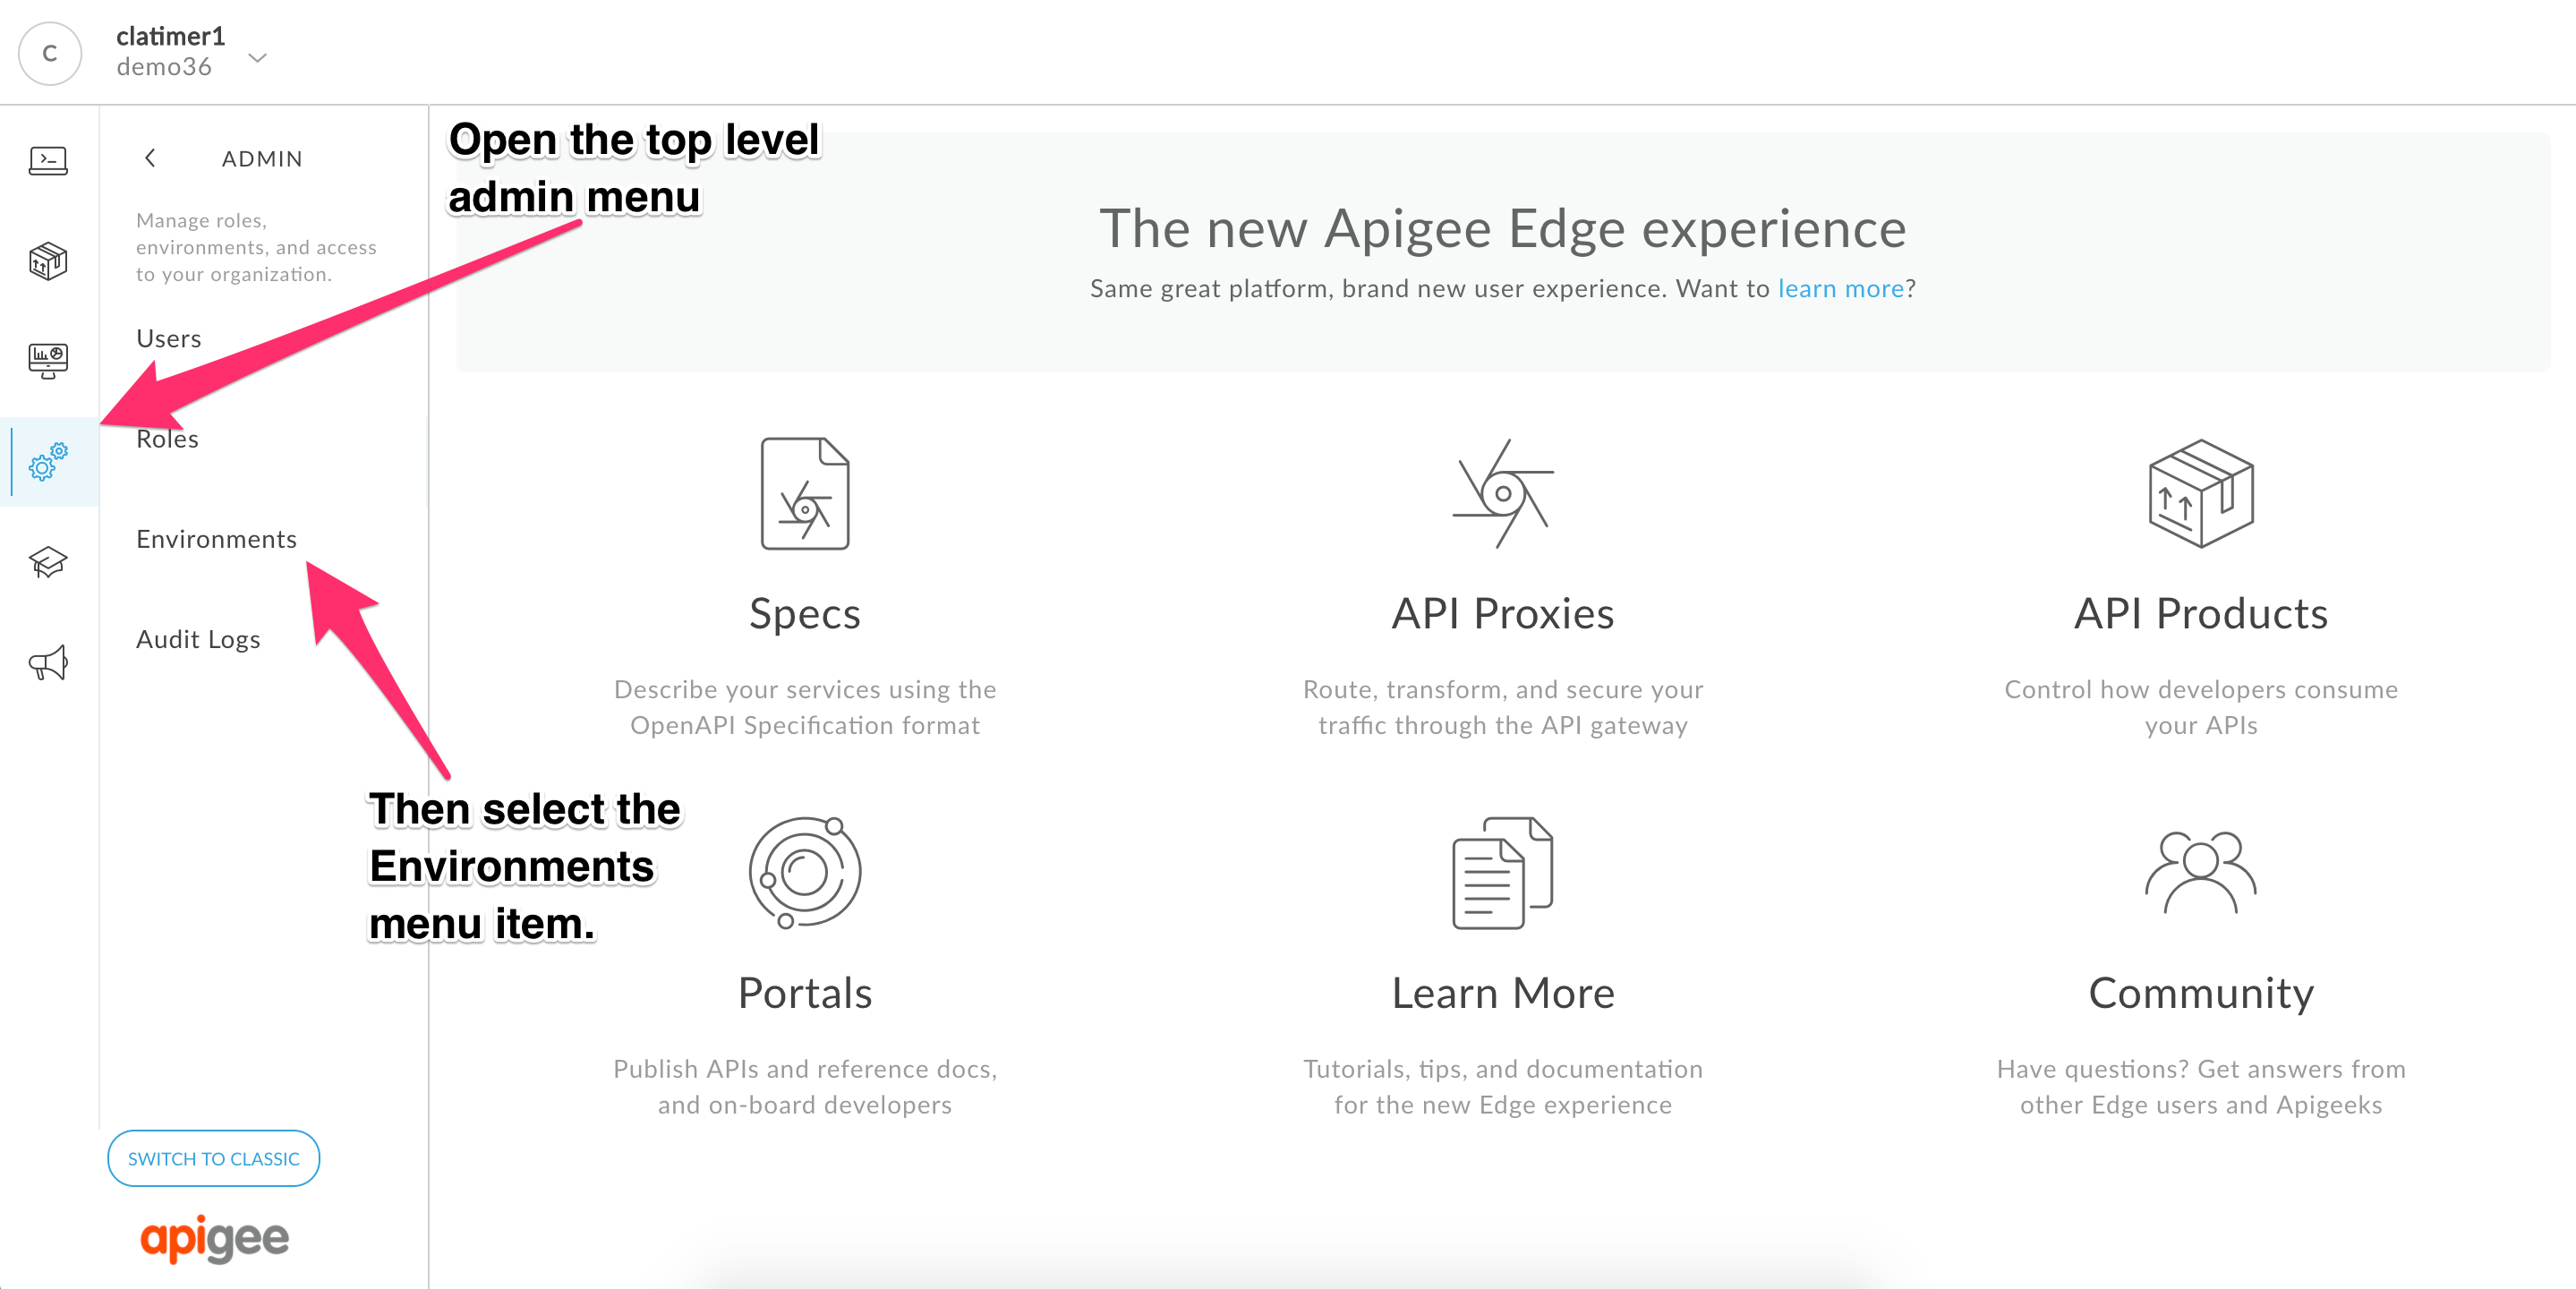 C
clatimer1
demo36
ADMIN
Manage roles,
environments, and access
to your organization.
Users
Roles
Environments
Audit Logs
SWITCH TO CLASSIC
apigee
Open the top level
admin menu
Then select the
Environments
menu item.
The new Apigee Edge experience
Same great platform, brand new user experience. Want to learn more?
Specs
Describe your services using the
OpenAPI Specification format
API Proxies
Route, transform, and secure your
traffic through the API gateway
API Products
Control how developers consume
your APIs
Portals
Publish APIs and reference docs,
and on-board developers
Learn More
Tutorials, tips, and documentation
for the new Edge experience
Community
Have questions? Get answers from
other Edge users and Apigeeks